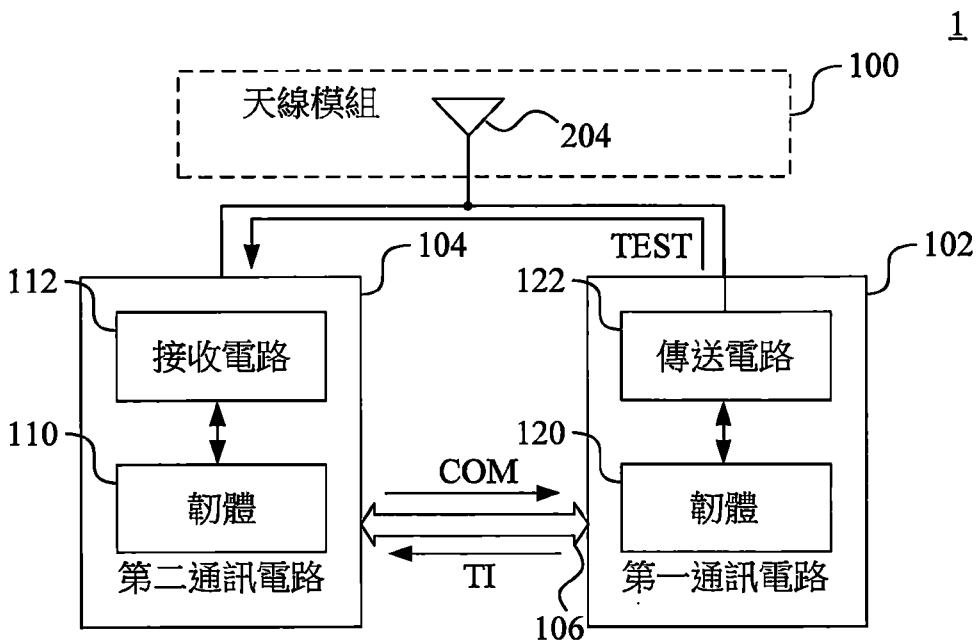 1
100
天線模組
204
TEST
104
102
112
122
接收電路
傳送電路
110
120
COM
韌體
韌體
TI
第二通訊電路
第一通訊電路
106